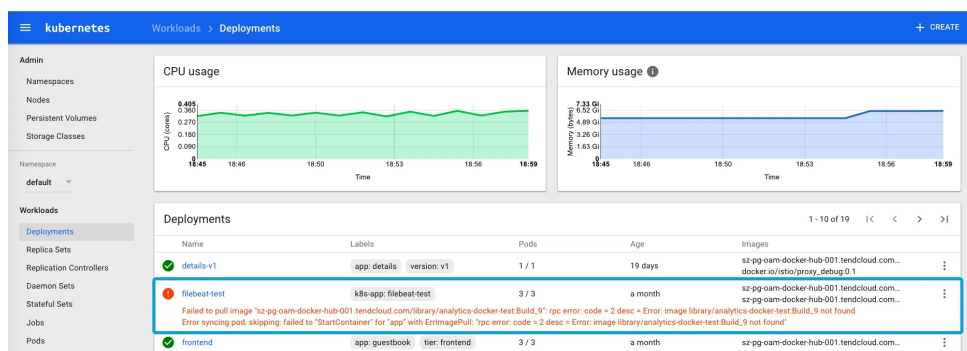 kubernetes
Workloads > Deployments
+ CREATE
Admin
Namespaces
Nodes
Persistent Volumes
Storage Classes
Namespace
default
Workloads
Deployments
Replica Sets
Replication Controllers
Daemon Sets
Stateful Sets
Jobs
Pods
CPU usage
CPU (cores)
0.405
0.360
0.270
0.180
0.090
0
18:45 18:46 18:50 18:53 18:56 18:59
Time
Memory usage
Memory (bytes)
7.33 Gi
6.52 Gi
4.89 Gi
3.26 Gi
1.63 Gi
0
18:45 18:46 18:50 18:53 18:56 18:59
Time
Deployments
1 - 10 of 19
Name Labels Pods Age Images
details-v1 app: details version: v1 1 / 1 19 days sz-pg-oam-docker-hub-001.tendcloud.com...
docker.io/istio/proxy_debug:0.1
filebeat-test k8s-app: filebeat-test 3 / 3 a month sz-pg-oam-docker-hub-001.tendcloud.com...
sz-pg-oam-docker-hub-001.tendcloud.com...
Failed to pull image "sz-pg-oam-docker-hub-001.tendcloud.com/library/analytics-docker-test:Build_9": rpc error: code = 2 desc = Error: image library/analytics-docker-test:Build_9 not found
Error syncing pod, skipping: failed to "StartContainer" for "app" with ErrImagePull: "rpc error: code = 2 desc = Error: image library/analytics-docker-test:Build_9 not found"
frontend app: guestbook tier: frontend 3 / 3 a month sz-pg-oam-docker-hub-001.tendcloud.com...